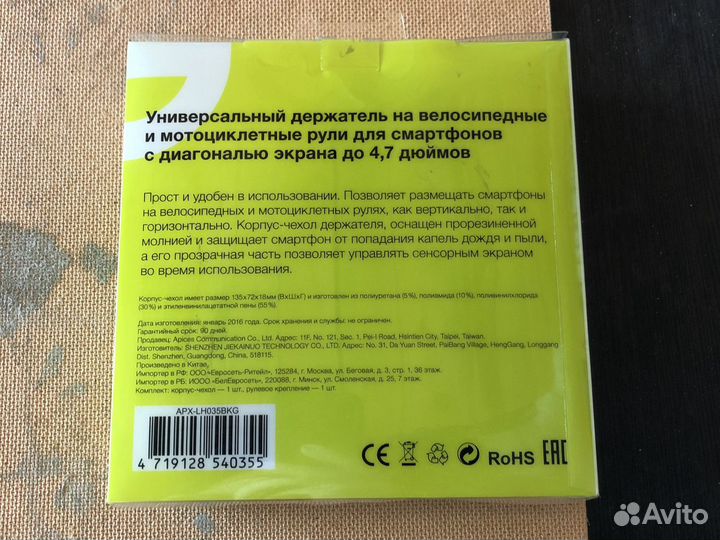 Универсальный держатель на велосипедные
и мотоциклетные рули для смартфонов
с диагональю экрана до 4,7 дюймов
Прост и удобен в использовании. Позволяет размещать смартфоны
на велосипедных и мотоциклетных рулях, как вертикально, так и
горизонтально. Корпус-чехол держателя, оснащен прорезиненной
молнией и защищает смартфон от попадания капель дождя и пыли,
а его прозрачная часть позволяет управлять сенсорным экраном
во время использования.
Корпус-чехол имеет размер 135х72х18мм (ВхШхГ) и изготовлен из полиуретана (5%), полиамида (10%), поливинилхлорида
(30%) и этиленвинилацетатной пены (55%).
Дата изготовления: январь 2016 года. Срок хранения и службы: не ограничен.
Гарантийный срок: 90 дней.
Продавец: Apices Communication Co., Ltd. Адрес: 11F, No. 121, Sec. 1, Pei-I Road, Hsintien City, Taipei, Taiwan.
Изготовитель: SHENZHEN JIEKAINUO TECHNOLOGY CO., LTD. Адрес: No. 31, Da Yuan Street, PaiBang Village, HengGang, Longgang
Dist. Shenzhen, Guangdong, China, 518115.
Произведено в Китае.
Импортер в РФ: ООО «Евросеть-Ритейл», 125284, г. Москва, ул. Беговая, д. 3, стр. 1, 36 этаж.
Импортер в РБ: ИООО «БелЕвросеть», 220088, г. Минск, ул. Смоленская, д. 25, 7 этаж.
Комплект: корпус-чехол – 1 шт., рулевое крепление – 1 шт.
APX-LH035BKG
4 719128 540355
CE RoHS EAC
Avito